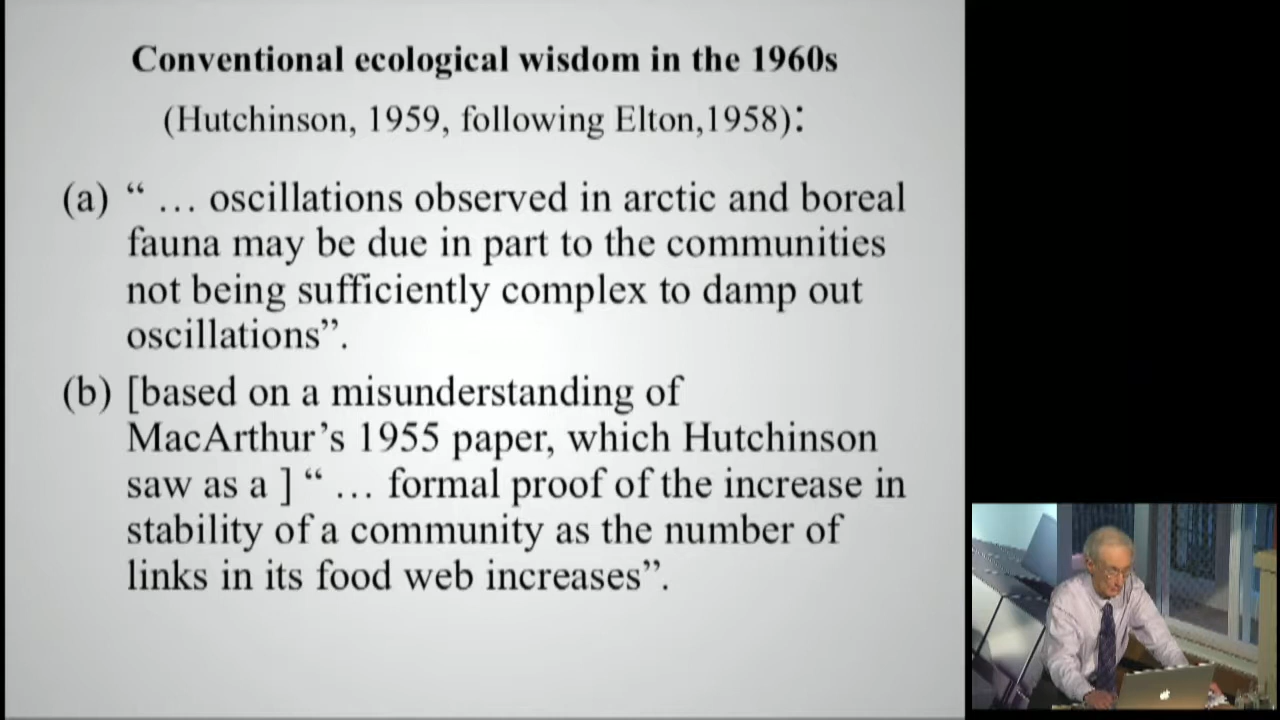 Conventional ecological wisdom in the 1960s
(Hutchinson, 1959, following Elton,1958):
(a) “ … oscillations observed in arctic and boreal
fauna may be due in part to the communities
not being sufficiently complex to damp out
oscillations”.
(b) [based on a misunderstanding of
MacArthur’s 1955 paper, which Hutchinson
saw as a ] “ … formal proof of the increase in
stability of a community as the number of
links in its food web increases”.